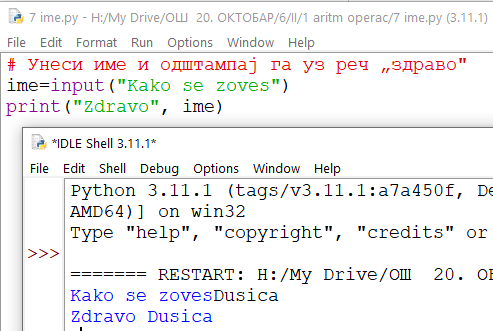 7 ime.py - H:/My Drive/ОШ  20. ОКТОБАР/6/II/1 aritm operac/7 ime.py (3.11.1)
File Edit Format Run Options Window Help
# Унеси име и одштампај га уз реч „здраво"
ime=input("Kako se zoves")
print("Zdravo", ime)
*IDLE Shell 3.11.1*
File Edit Shell Debug Options Window Help
Python 3.11.1 (tags/v3.11.1:a7a450f, De
AMD64)] on win32
Type "help", "copyright", "credits" or
>>>
======= RESTART: H:/My Drive/ОШ  20. ОК
Kako se zovesDusica
Zdravo Dusica